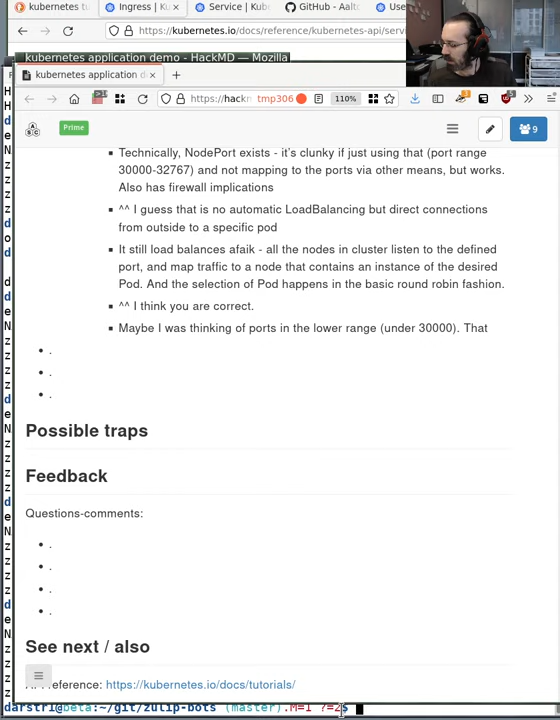 kubernetes tu
Ingress | Ku
Service | Kub
GitHub - Aalto
Use
https://kubernetes.io/docs/reference/kubernetes-api/servi
kubernetes application demo - HackMD — Mozilla
kubernetes application d
https://hackn
tmp306
110%
Prime
9
Technically, NodePort exists - it's clunky if just using that (port range
30000-32767) and not mapping to the ports via other means, but works.
Also has firewall implications
^^ I guess that is no automatic LoadBalancing but direct connections
from outside to a specific pod
It still load balances afaik - all the nodes in cluster listen to the defined
port, and map traffic to a node that contains an instance of the desired
Pod. And the selection of Pod happens in the basic round robin fashion.
^^ I think you are correct.
Maybe I was thinking of ports in the lower range (under 30000). That
.
.
.
Possible traps
Feedback
Questions-comments:
.
.
.
.
See next / also
reference: https://kubernetes.io/docs/tutorials/
darstr1@beta:~/git/zulip-bots (master).M=1 ?=2$